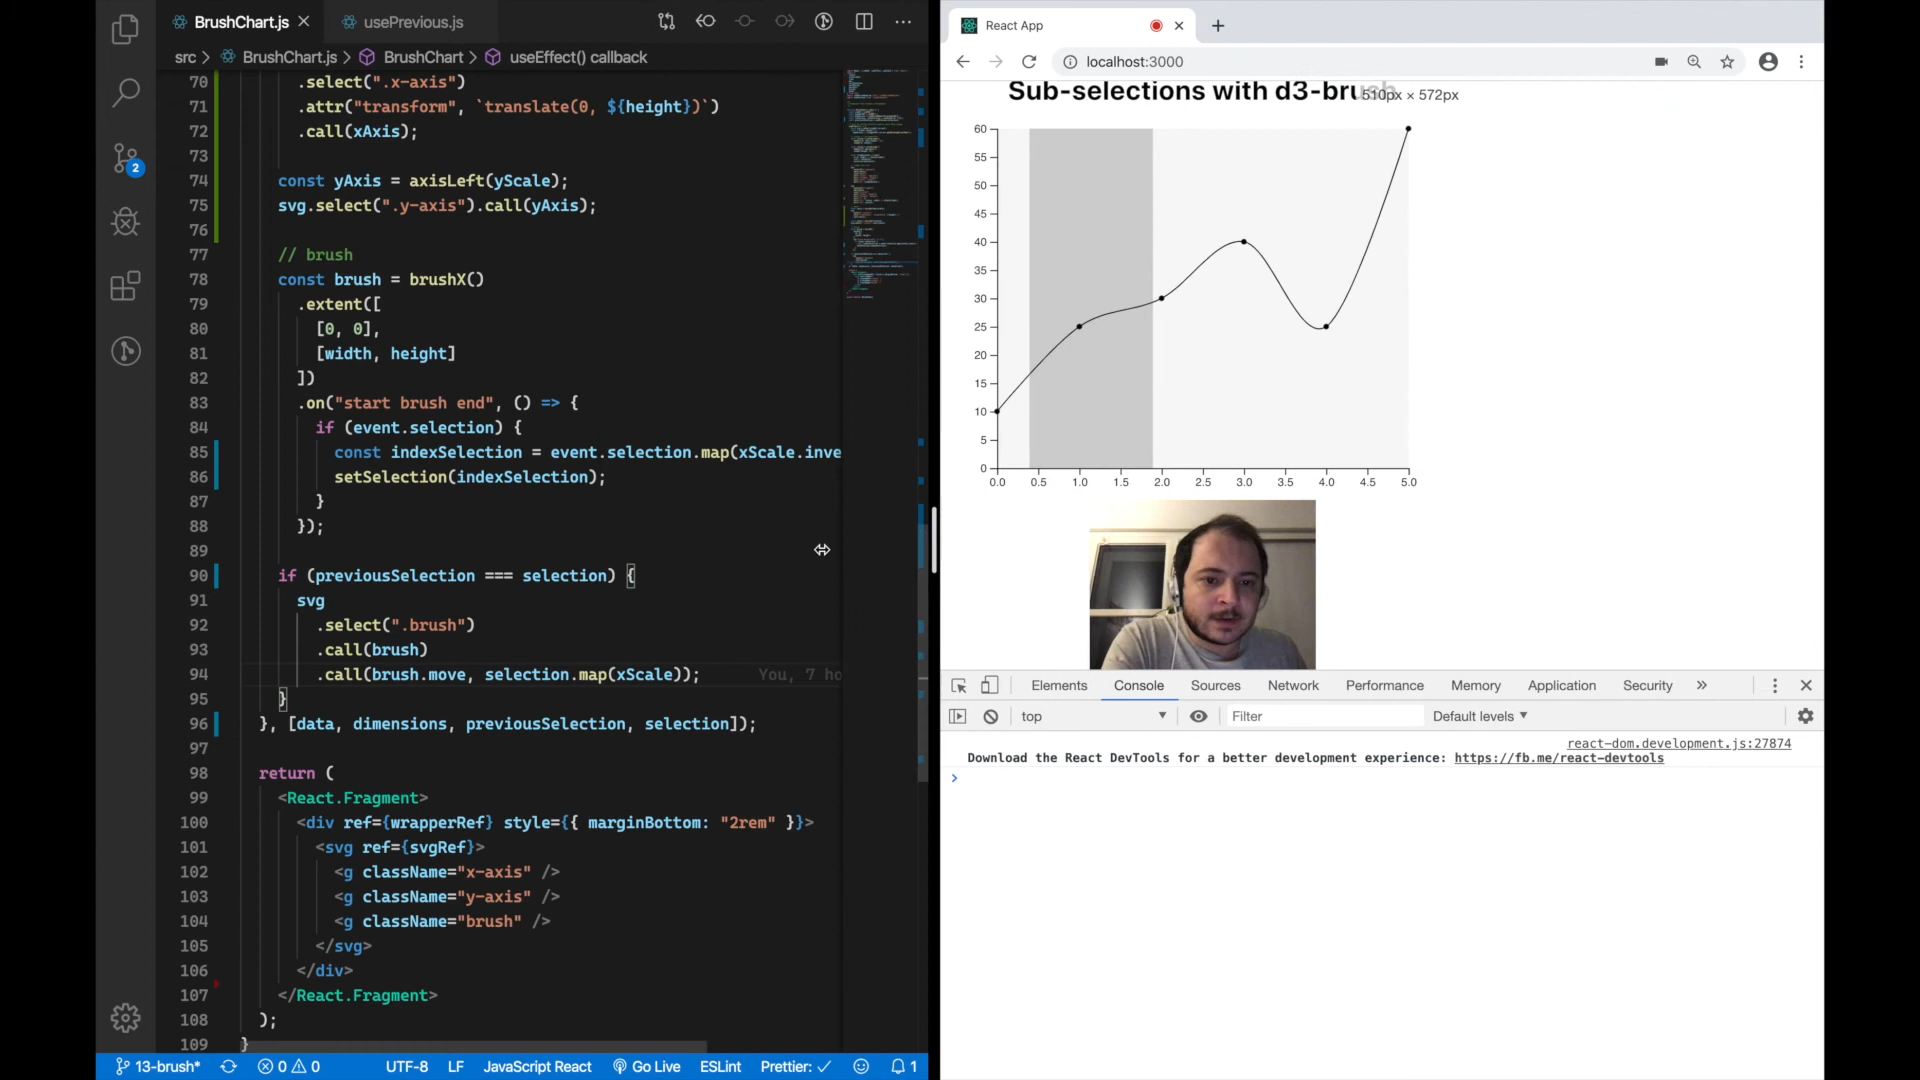 BrushChart.js
usePrevious.js
src > BrushChart.js > BrushChart > useEffect() callback
70 .select(".x-axis")
71 .attr("transform", `translate(0, ${height})`)
72 .call(xAxis);
73
74 const yAxis = axisLeft(yScale);
75 svg.select(".y-axis").call(yAxis);
76
77 // brush
78 const brush = brushX()
79 .extent([
80 [0, 0],
81 [width, height]
82 ])
83 .on("start brush end", () => {
84 if (event.selection) {
85 const indexSelection = event.selection.map(xScale.inve
86 setSelection(indexSelection);
87 }
88 });
89
90 if (previousSelection === selection) {
91 svg
92 .select(".brush")
93 .call(brush)
94 .call(brush.move, selection.map(xScale)); You, 7 ho
95 }
96 }, [data, dimensions, previousSelection, selection]);
97
98 return (
99 <React.Fragment>
100 <div ref={wrapperRef} style={{ marginBottom: "2rem" }}>
101 <svg ref={svgRef}>
102 <g className="x-axis" />
103 <g className="y-axis" />
104 <g className="brush" />
105 </svg>
106 </div>
107 </React.Fragment>
108 );
109 }
2
13-brush*
0 0
UTF-8
LF
JavaScript React
Go Live
ESLint
Prettier: ✓
1
React App
localhost:3000
Sub-selections with d3-brush
510px × 572px
60
55
50
45
40
35
30
25
20
15
10
5
0
0.0 0.5 1.0 1.5 2.0 2.5 3.0 3.5 4.0 4.5 5.0
Elements Console Sources Network Performance Memory Application Security »
top
Filter
Default levels ▼
react-dom.development.js:27874
Download the React DevTools for a better development experience: https://fb.me/react-devtools
>